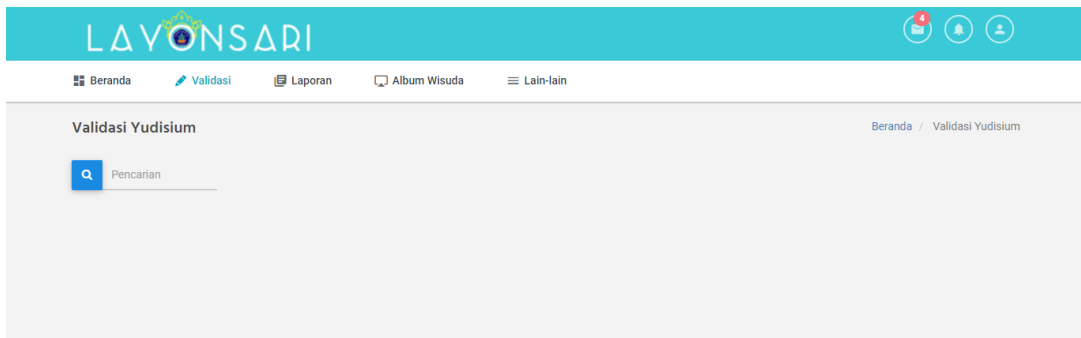 LAYONSARI
4
Beranda Validasi Laporan Album Wisuda Lain-lain
Validasi Yudisium
Beranda / Validasi Yudisium
Pencarian